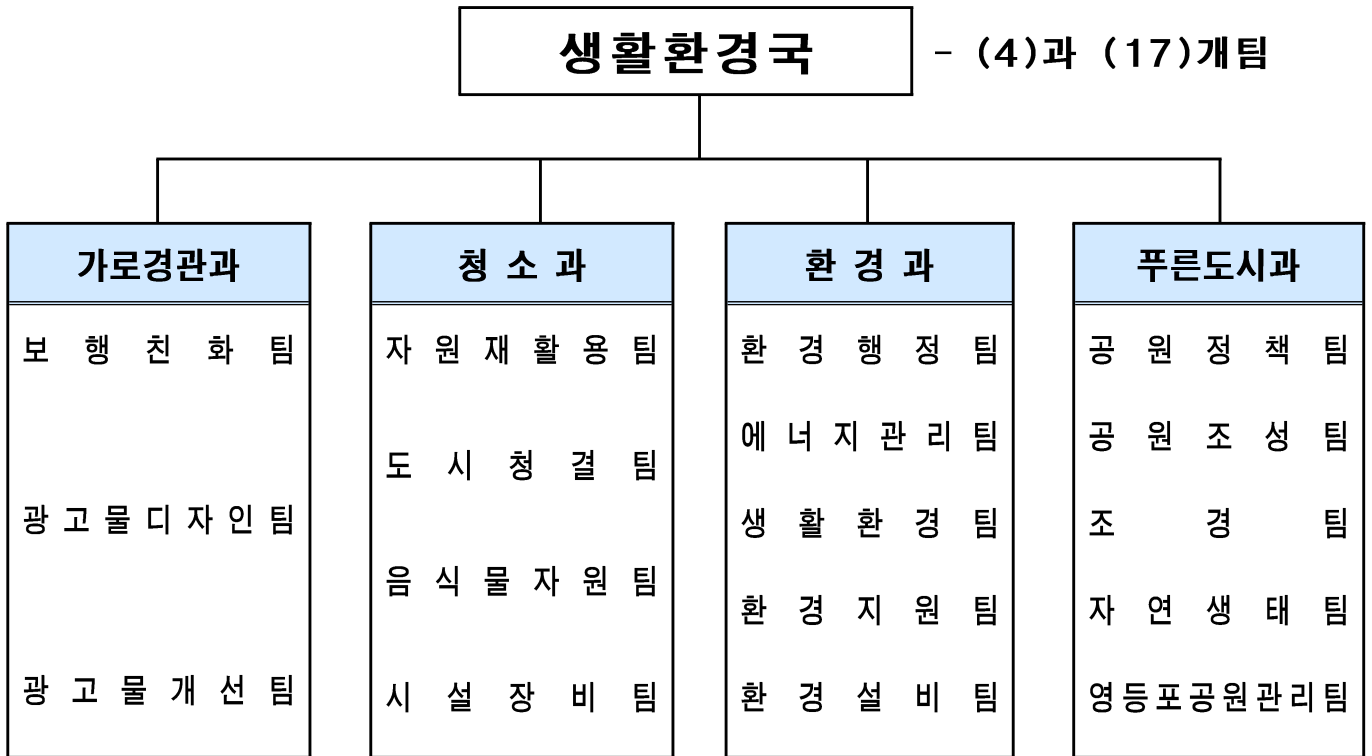 생활환경국
- (4)과 (17)개팀
가로경관과
보행친화팀
광고물디자인팀
광고물개선팀
청소과
자원재활용팀
도시청결팀
음식물자원팀
시설장비팀
환경과
환경행정팀
에너지관리팀
생활환경팀
환경지원팀
환경설비팀
푸른도시과
공원정책팀
공원조성팀
조경팀
자연생태팀
영등포공원관리팀